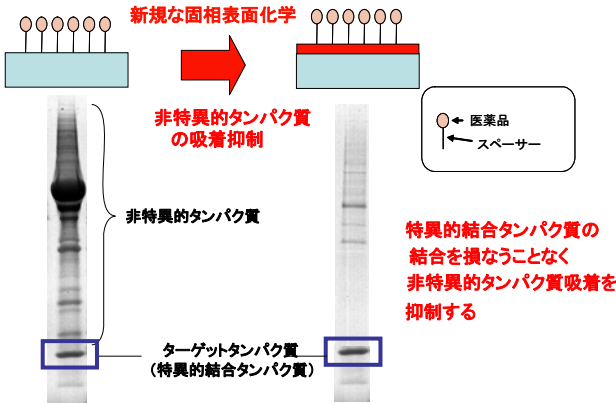 新規な固相表面化学
非特異的タンパク質
の吸着抑制
医薬品
スペーサー
非特異的タンパク質
特異的結合タンパク質の
結合を損なうことなく
非特異的タンパク質吸着を
抑制する
ターゲットタンパク質
（特異的結合タンパク質）